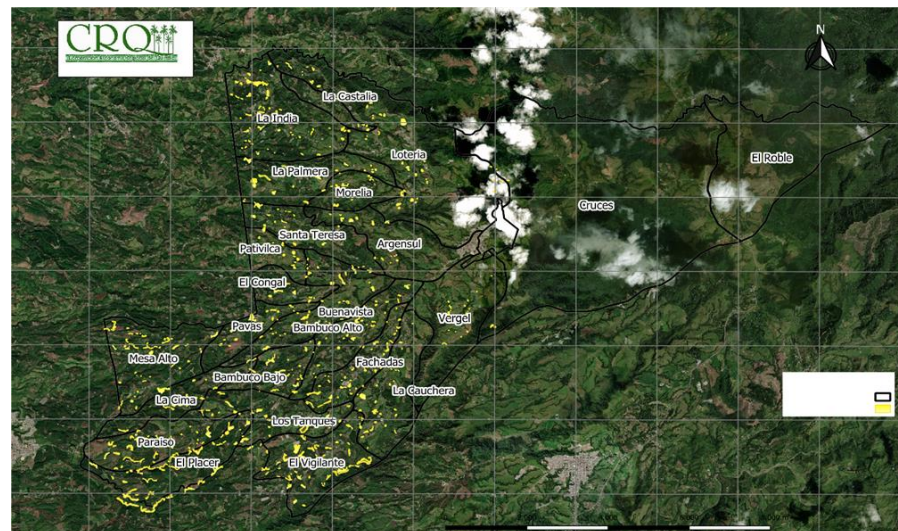 CRQ
N
La Castalia
La India
Loteria
El Roble
La Palmera
Morelia
Cruces
Santa Teresa
Argensul
Pativilca
El Congal
Buenavista
Vergel
Pavas
Bambuco Alto
Mesa Alto
Fachadas
Bambuco Bajo
La Cauchera
La Cima
Los Tanques
Paraiso
El Placer
El Vigilante